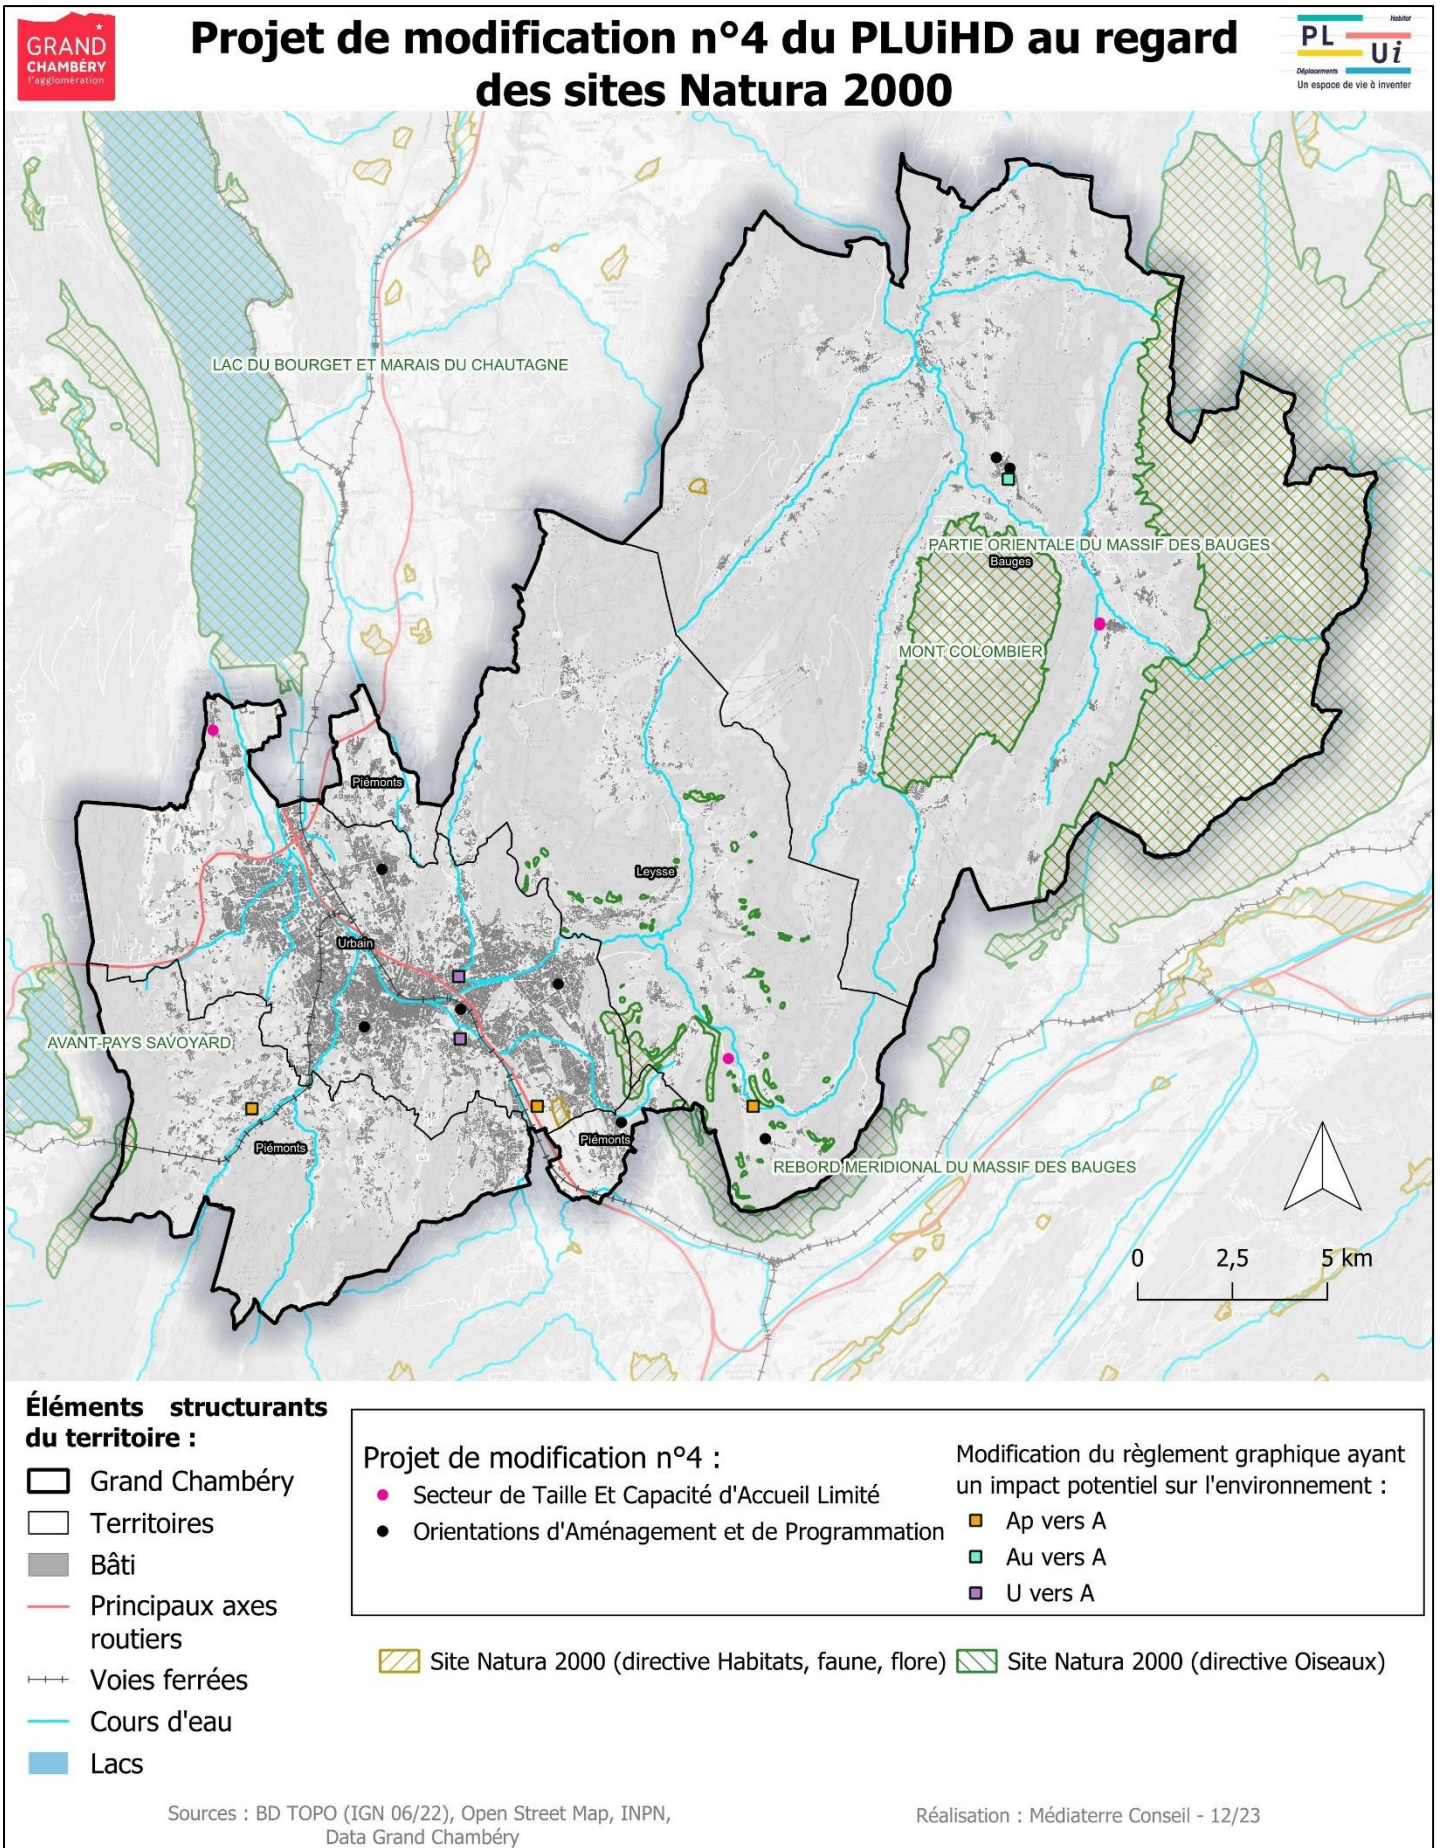 GRAND
CHAMBÉRY
l'agglomération
Projet de modification n°4 du PLUiHD au regard
des sites Natura 2000
Habitat
PL
Ui
Déplacements
Un espace de vie à inventer
LAC DU BOURGET ET MARAIS DU CHAUTAGNE
PARTIE ORIENTALE DU MASSIF DES BAUGES
Bauges
MONT COLOMBIER
Piémonts
Leysse
Urbain
AVANT-PAYS SAVOYARD
Piémonts
Piémonts
REBORD MERIDIONAL DU MASSIF DES BAUGES
0 2,5 5 km
Éléments structurants
du territoire :
Grand Chambéry
Territoires
Bâti
Principaux axes
routiers
Voies ferrées
Cours d'eau
Lacs
Projet de modification n°4 :
Secteur de Taille Et Capacité d'Accueil Limité
Orientations d'Aménagement et de Programmation
Modification du règlement graphique ayant
un impact potentiel sur l'environnement :
Ap vers A
Au vers A
U vers A
Site Natura 2000 (directive Habitats, faune, flore)
Site Natura 2000 (directive Oiseaux)
Sources : BD TOPO (IGN 06/22), Open Street Map, INPN,
Data Grand Chambéry
Réalisation : Médiaterre Conseil - 12/23